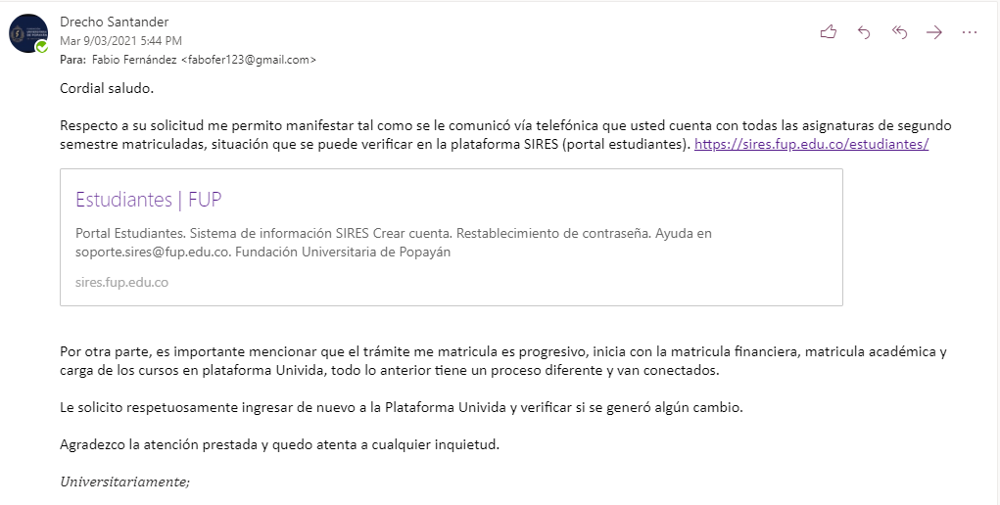 Drecho Santander
Mar 9/03/2021 5:44 PM
Para: Fabio Fernández <fabofer123@gmail.com>
Cordial saludo.
Respecto a su solicitud me permito manifestar tal como se le comunicó vía telefónica que usted cuenta con todas las asignaturas de segundo
semestre matriculadas, situación que se puede verificar en la plataforma SIRES (portal estudiantes). https://sires.fup.edu.co/estudiantes/
Estudiantes | FUP
Portal Estudiantes. Sistema de información SIRES Crear cuenta. Restablecimiento de contraseña. Ayuda en
soporte.sires@fup.edu.co. Fundación Universitaria de Popayán
sires.fup.edu.co
Por otra parte, es importante mencionar que el trámite me matricula es progresivo, inicia con la matricula financiera, matricula académica y
carga de los cursos en plataforma Univida, todo lo anterior tiene un proceso diferente y van conectados.
Le solicito respetuosamente ingresar de nuevo a la Plataforma Univida y verificar si se generó algún cambio.
Agradezco la atención prestada y quedo atenta a cualquier inquietud.
Universitariamente;